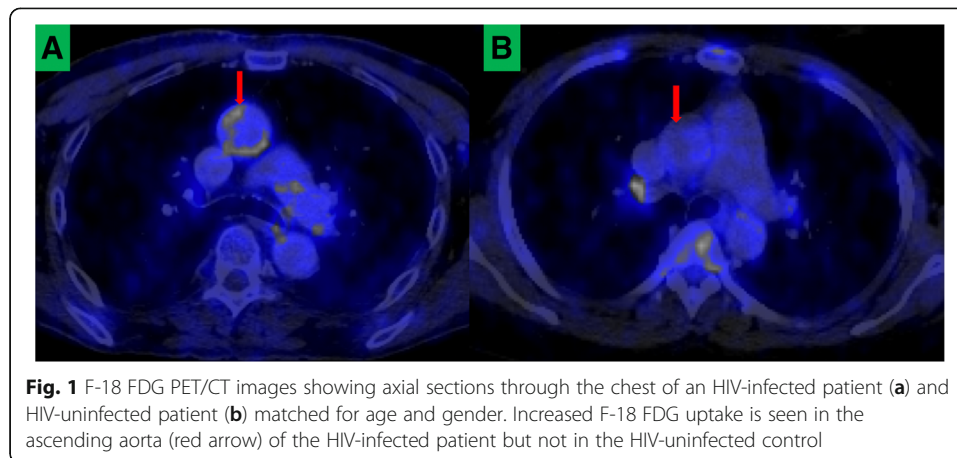 A
B
Fig. 1 F-18 FDG PET/CT images showing axial sections through the chest of an HIV-infected patient (a) and
HIV-uninfected patient (b) matched for age and gender. Increased F-18 FDG uptake is seen in the
ascending aorta (red arrow) of the HIV-infected patient but not in the HIV-uninfected control